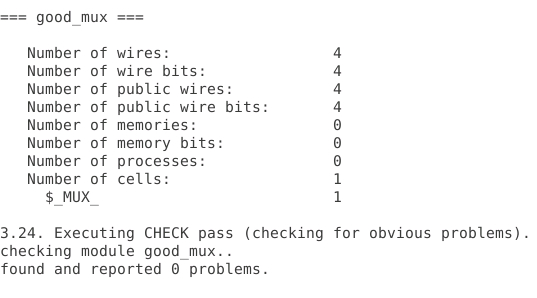 === good_mux ===
Number of wires: 4
Number of wire bits: 4
Number of public wires: 4
Number of public wire bits: 4
Number of memories: 0
Number of memory bits: 0
Number of processes: 0
Number of cells: 1
$_MUX_ 1
3.24. Executing CHECK pass (checking for obvious problems).
checking module good_mux..
found and reported 0 problems.